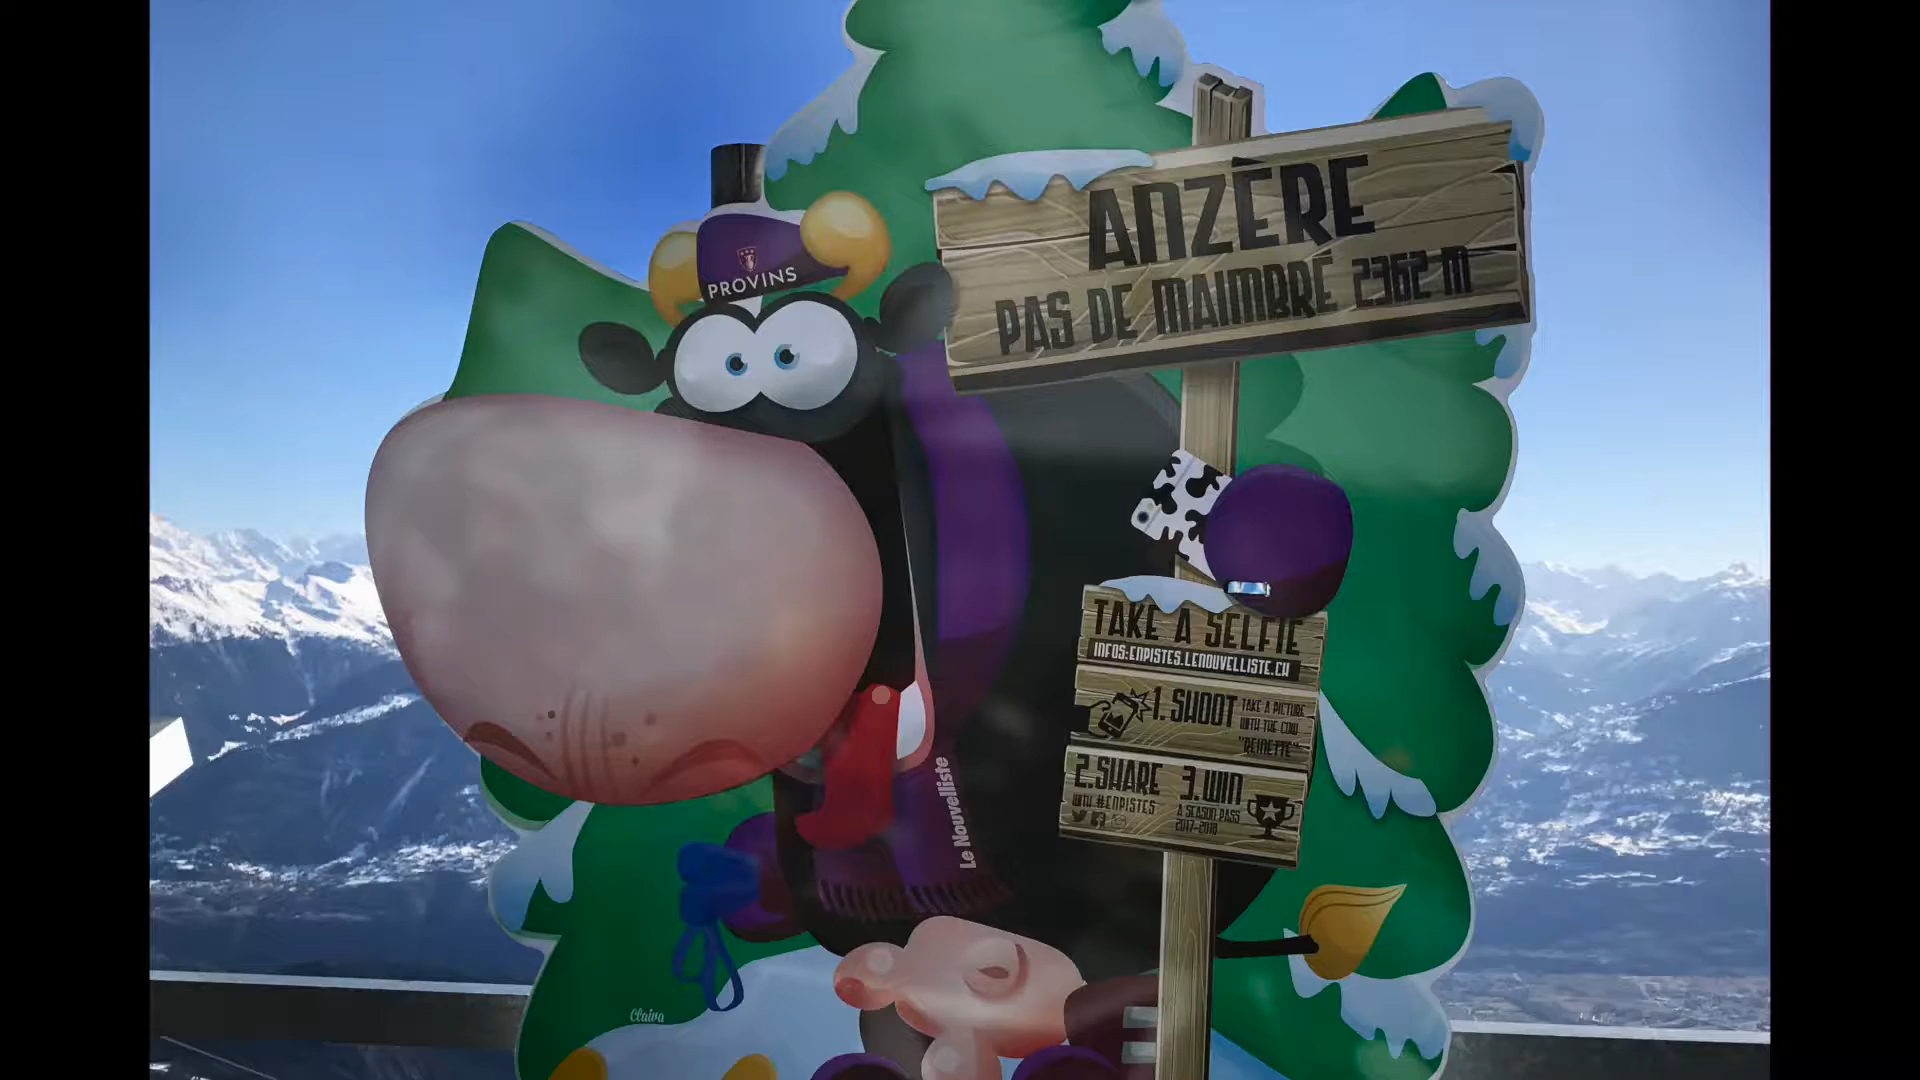 ANZÈRE
PAS DE MAIMBRÉ 2362 M
PROVINS
TAKE A SELFIE
INFOS:ENPISTES.LENOUVELLISTE.CH
1. SHOOT
TAKE A PICTURE
WITH THE COW
"REINETTE"
2.SHARE
WITH #ENPISTES
3.WIN
A SEASON PASS
2017-2018
Le Nouvelliste
Claiva